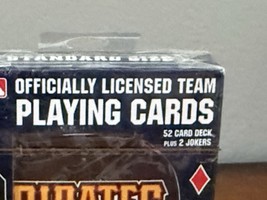 STANDARD SIZE
OFFICIALLY LICENSED TEAM
PLAYING CARDS
52 CARD DECK
PLUS 2 JOKERS
PIRATES